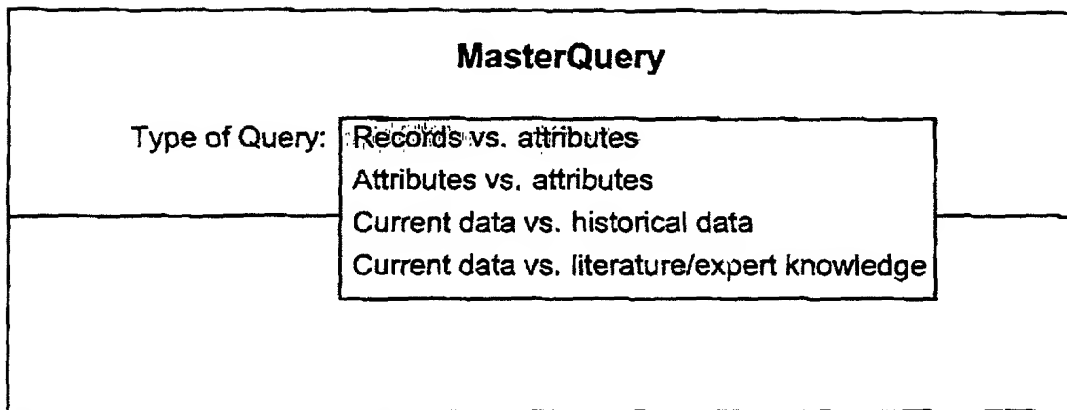 MasterQuery
Type of Query: Records vs. attributes
Attributes vs. attributes
Current data vs. historical data
Current data vs. literature/expert knowledge